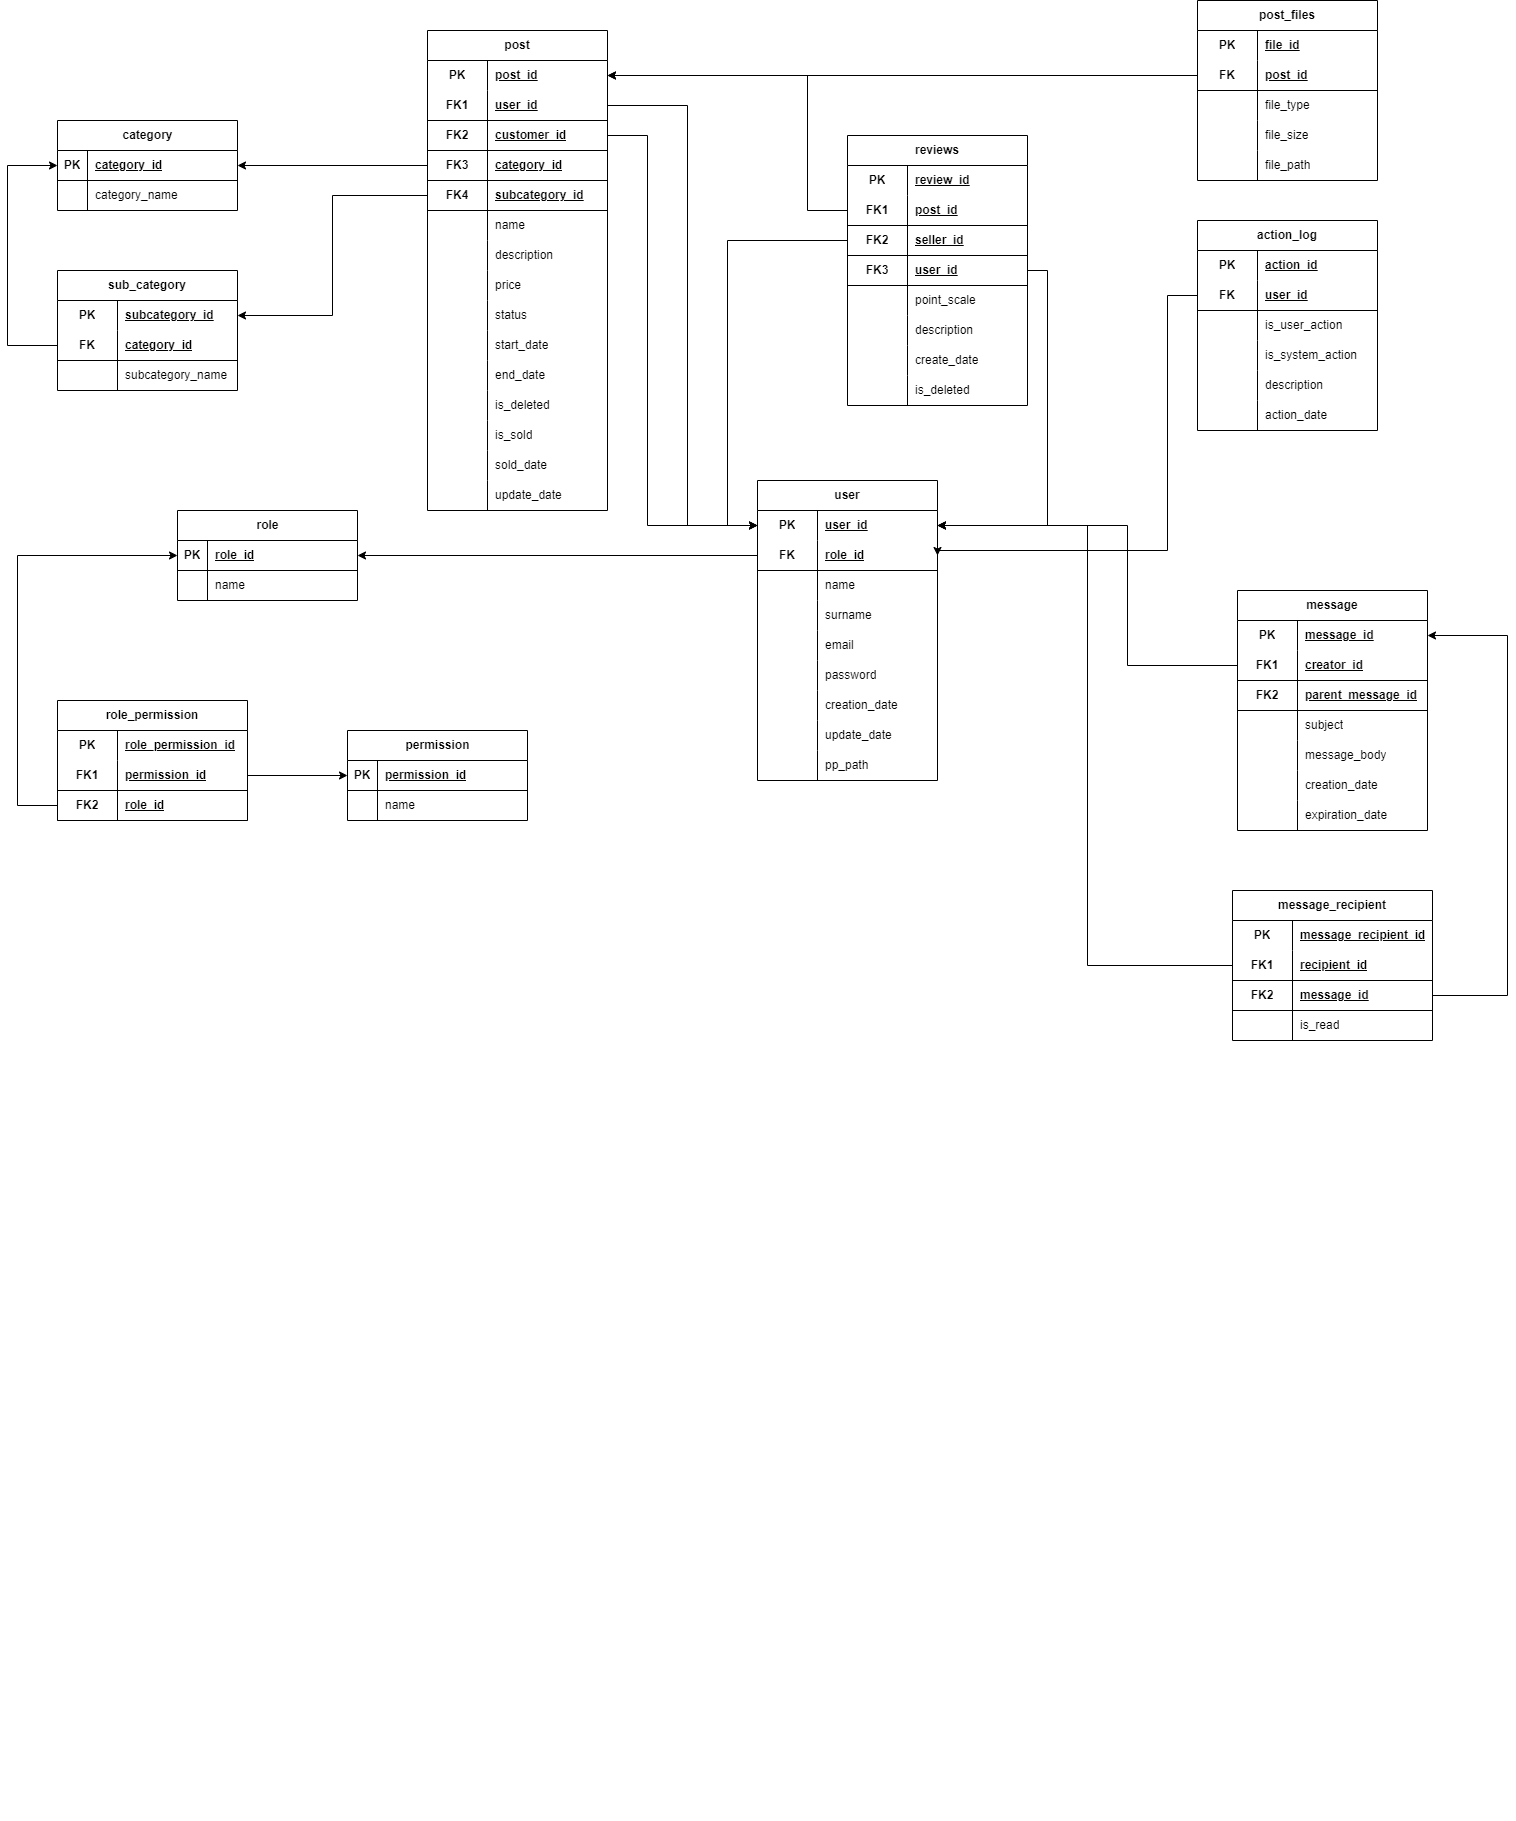 post_files
PK file_id
FK post_id
file_type
file_size
file_path
post
PK post_id
FK1 user_id
FK2 customer_id
FK3 category_id
FK4 subcategory_id
name
description
price
status
start_date
end_date
is_deleted
is_sold
sold_date
update_date
category
PK category_id
category_name
reviews
PK review_id
FK1 post_id
FK2 seller_id
FK3 user_id
point_scale
description
create_date
is_deleted
action_log
PK action_id
FK user_id
is_user_action
is_system_action
description
action_date
sub_category
PK subcategory_id
FK category_id
subcategory_name
user
PK user_id
FK role_id
name
surname
email
password
creation_date
update_date
pp_path
role
PK role_id
name
message
PK message_id
FK1 creator_id
FK2 parent_message_id
subject
message_body
creation_date
expiration_date
role_permission
PK role_permission_id
FK1 permission_id
FK2 role_id
permission
PK permission_id
name
message_recipient
PK message_recipient_id
FK1 recipient_id
FK2 message_id
is_read